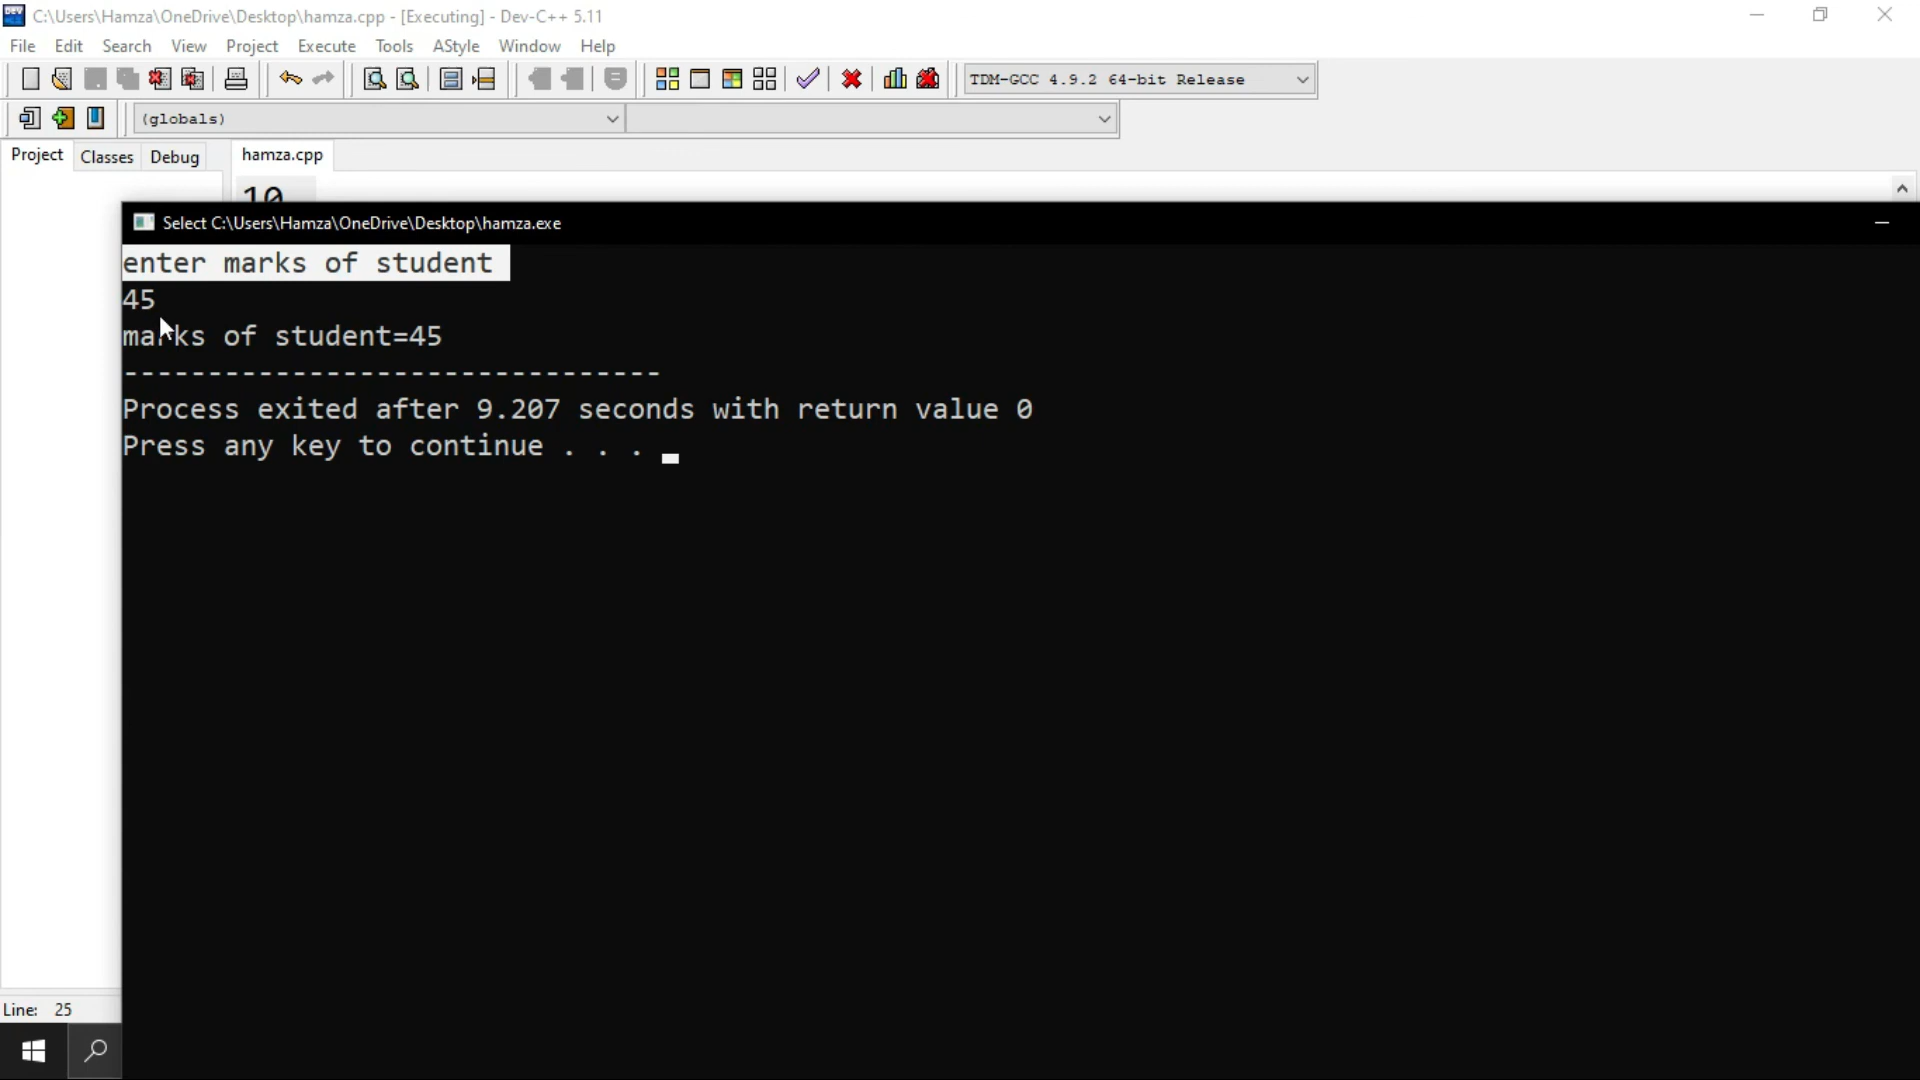 C:\Users\Hamza\OneDrive\Desktop\hamza.cpp - [Executing] - Dev-C++ 5.11
File Edit Search View Project Execute Tools AStyle Window Help
TDM-GCC 4.9.2 64-bit Release
(globals)
Project Classes Debug hamza.cpp
10
Select C:\Users\Hamza\OneDrive\Desktop\hamza.exe
enter marks of student
45
marks of student=45
--------------------------------
Process exited after 9.207 seconds with return value 0
Press any key to continue . . .
Line: 25